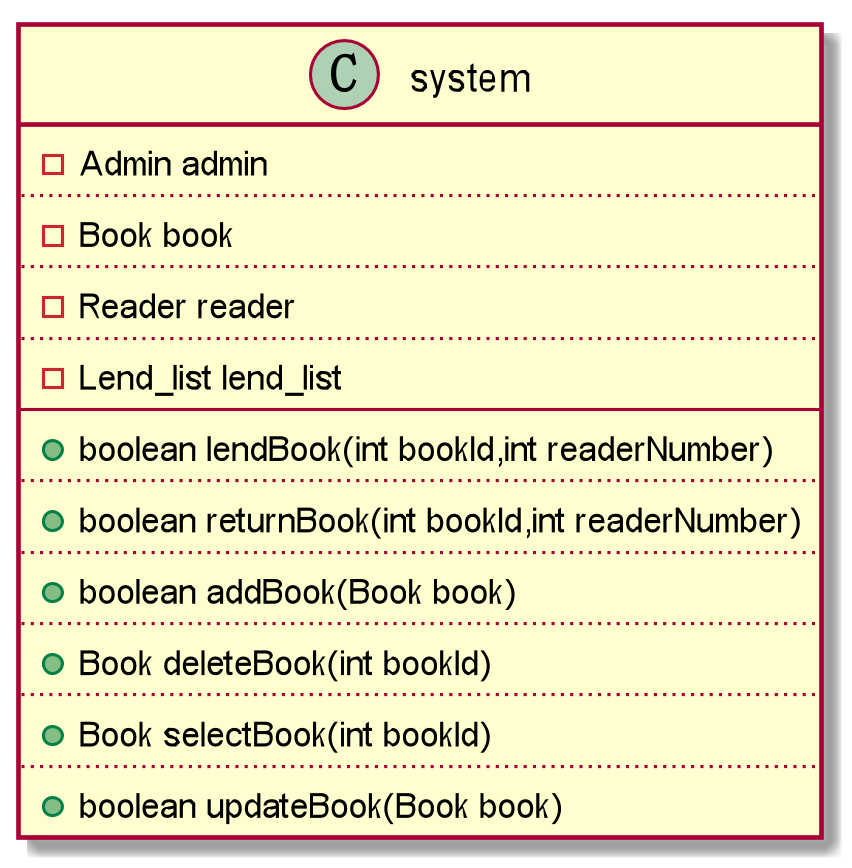 C system
Admin admin
Book book
Reader reader
Lend_list lend_list
boolean lendBook(int bookId,int readerNumber)
boolean returnBook(int bookId,int readerNumber)
boolean addBook(Book book)
Book deleteBook(int bookId)
Book selectBook(int bookId)
boolean updateBook(Book book)